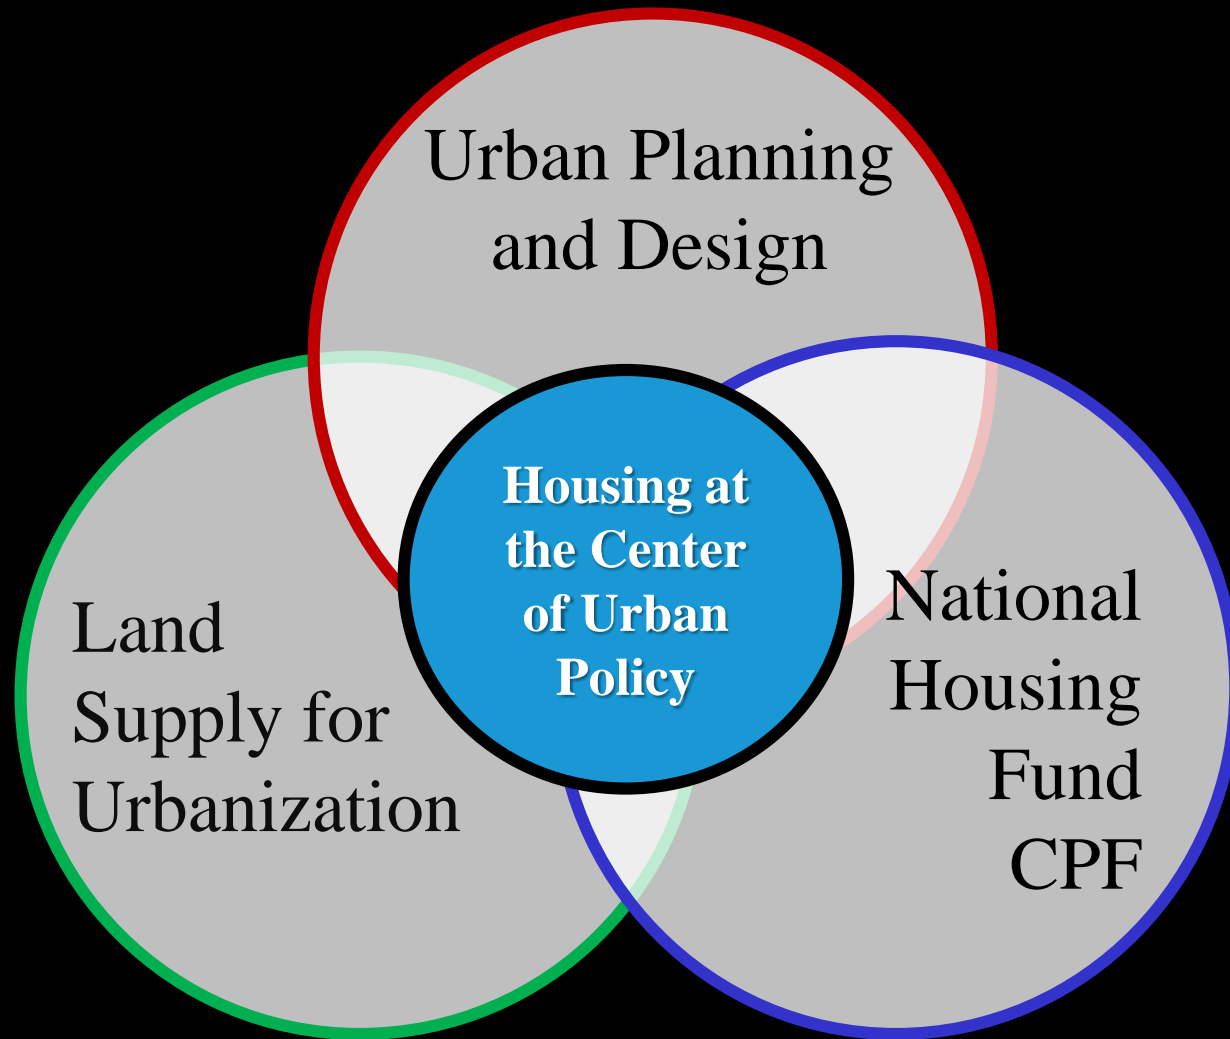 Urban Planning
and Design
Housing at
the Center
of Urban
Policy
Land
Supply for
Urbanization
National
Housing
Fund
CPF